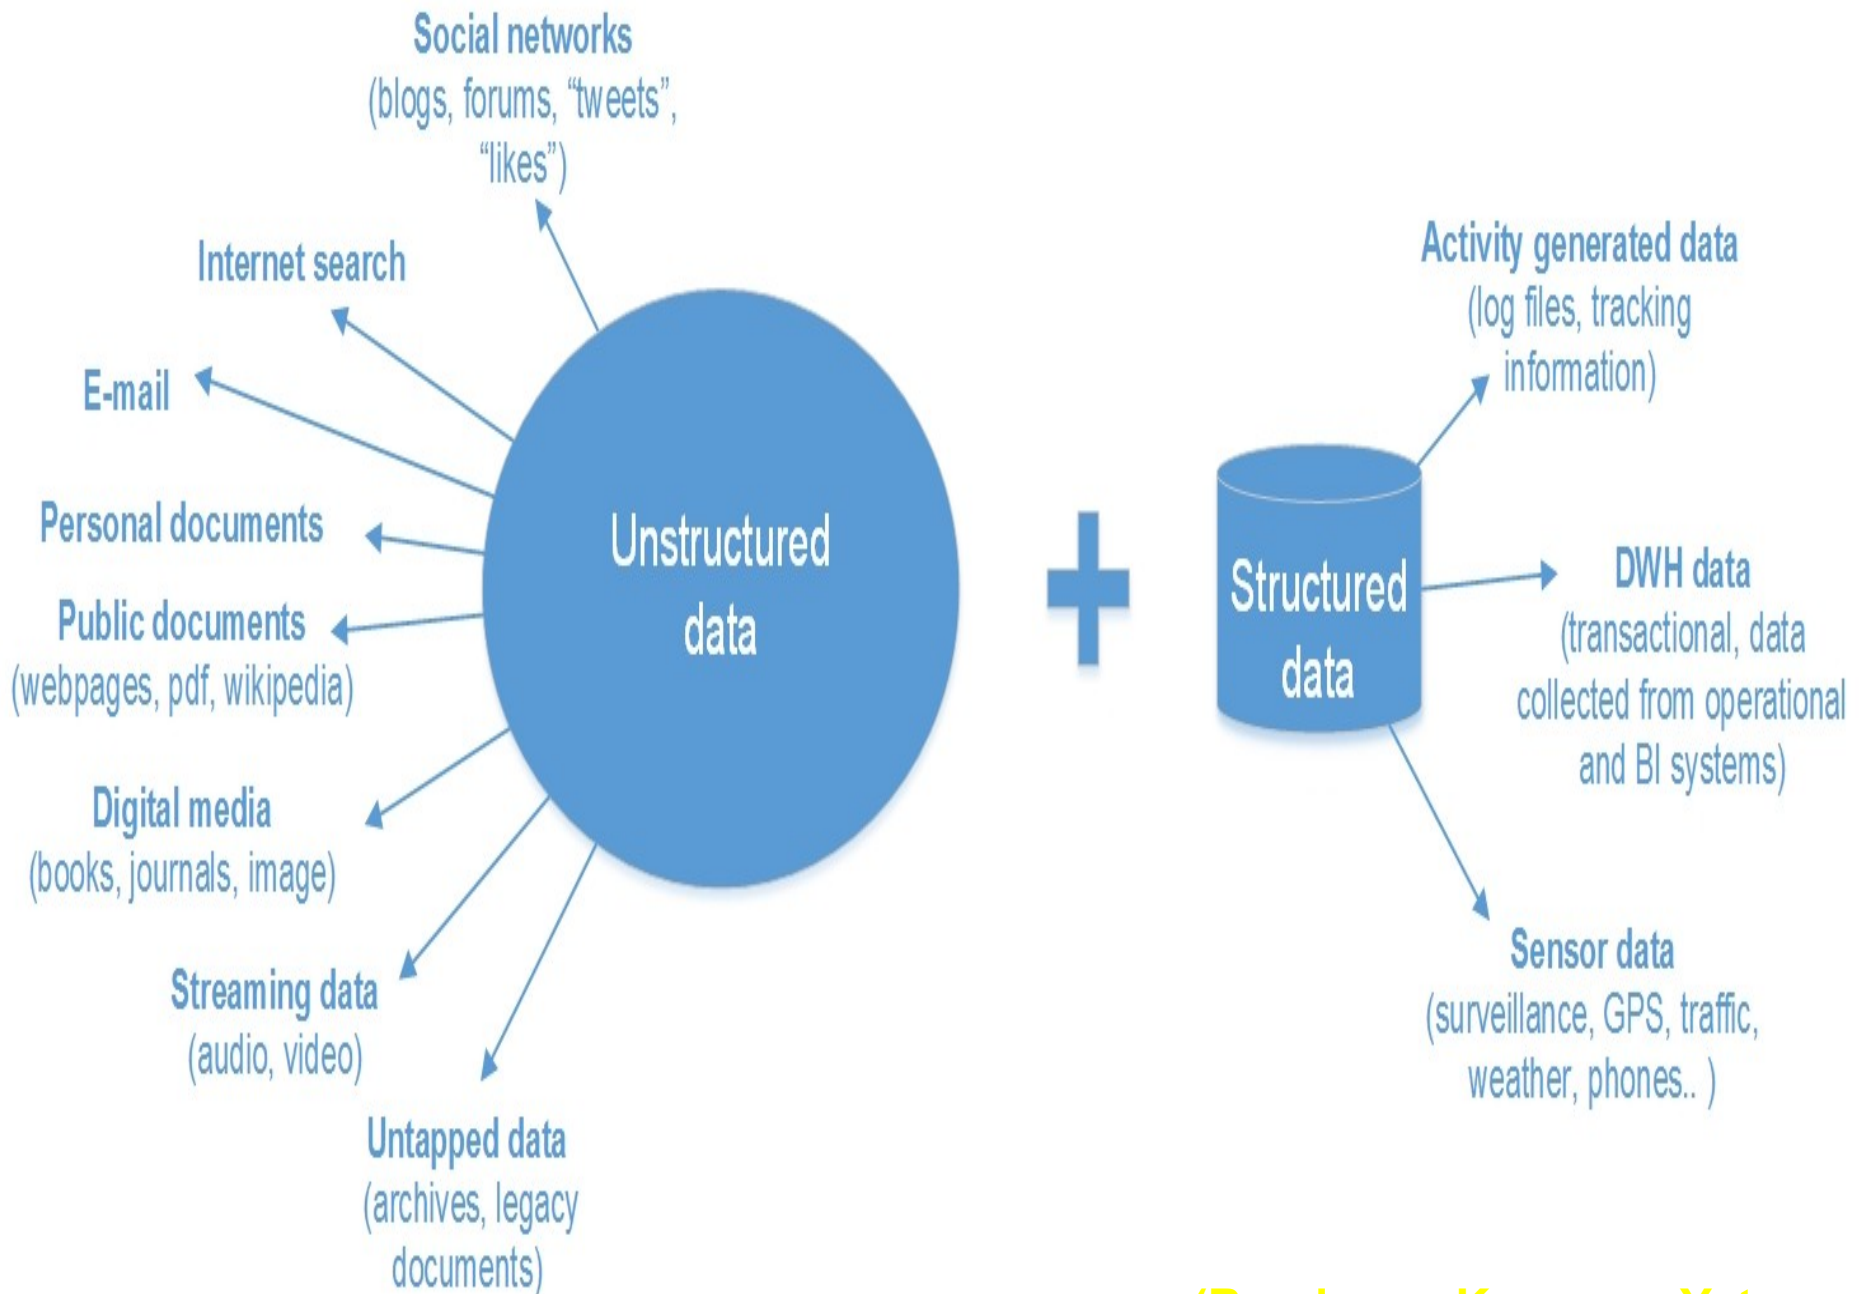 Social networks
(blogs, forums, “tweets”,
“likes”)
Internet search
E-mail
Personal documents
Public documents
(webpages, pdf, wikipedia)
Digital media
(books, journals, image)
Streaming data
(audio, video)
Untapped data
(archives, legacy
documents)
Unstructured
data
Structured
data
Activity generated data
(log files, tracking
information)
DWH data
(transactional, data
collected from operational
and BI systems)
Sensor data
(surveillance, GPS, traffic,
weather, phones.. )